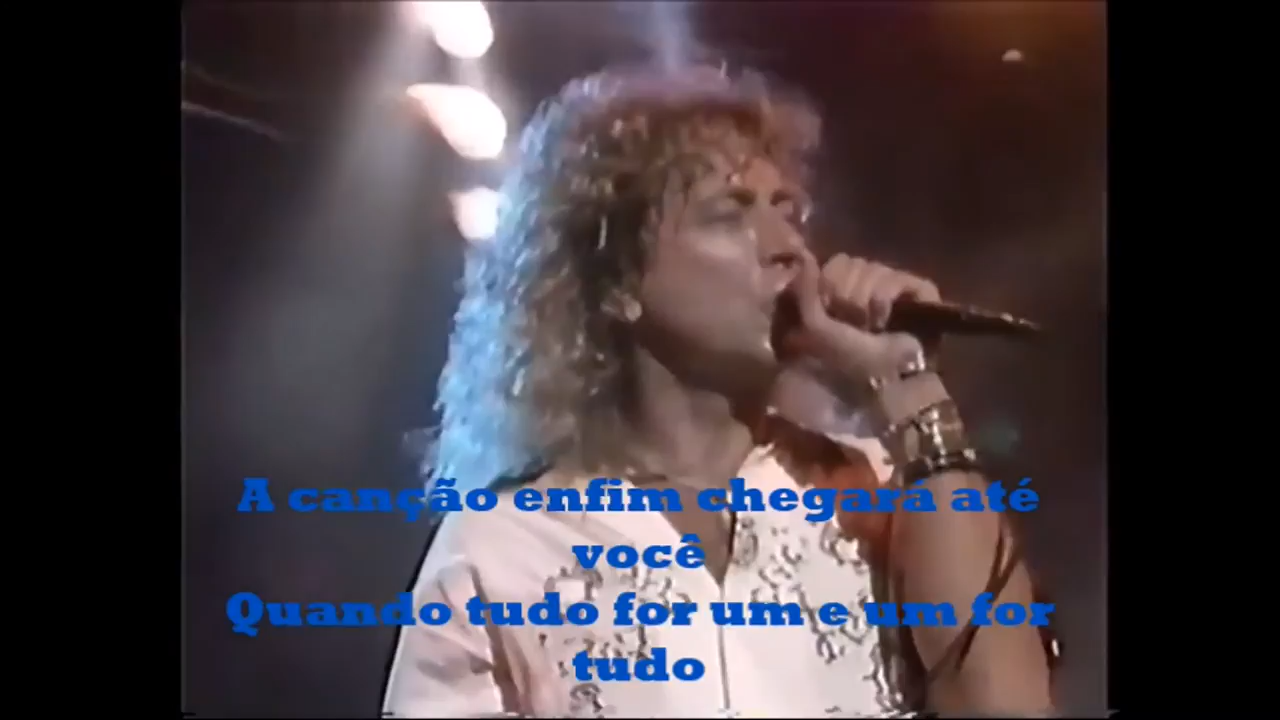 A canção enfim chegará até
você
Quando tudo for um e um for
tudo